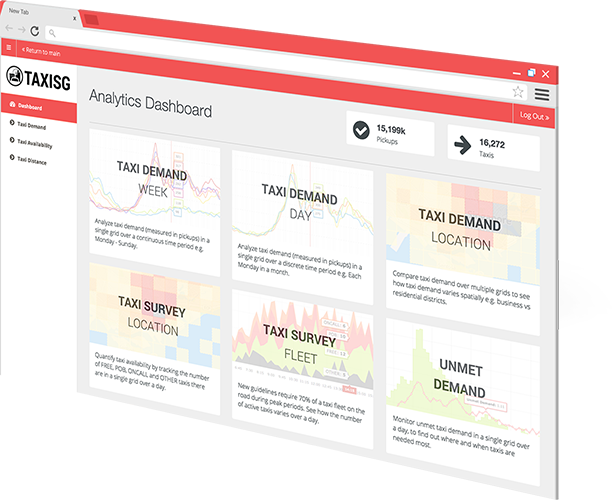 New Tab
x
< Return to main
TAXISG
Log Out »
Dashboard
Taxi Demand
Taxi Availability
Taxi Distance
Analytics Dashboard
15,199k
Pickups
16,272
Taxis
TAXI DEMAND
WEEK
Analyze taxi demand (measured in pickups) in a
single grid over a continuous time period e.g.
Monday - Sunday.
TAXI DEMAND
DAY
Analyze taxi demand (measured in pickups) in a
single grid over a discrete time period e.g. Each
Monday in a month.
TAXI DEMAND
LOCATION
Compare taxi demand over multiple grids to see
how taxi demand varies spatially e.g. business vs
residential districts.
TAXI SURVEY
LOCATION
Quantify taxi availability by tracking the number
of FREE, POB, ONCALL and OTHER taxis that
there are in a single grid over a day.
TAXI SURVEY
FLEET
New guidelines require 70% of a taxi fleet on the
road during peak periods. See how the number
of active taxis varies over a day.
UNMET
DEMAND
Monitor unmet taxi demand in a single grid over
a day, to find out where and when taxis are
needed most.